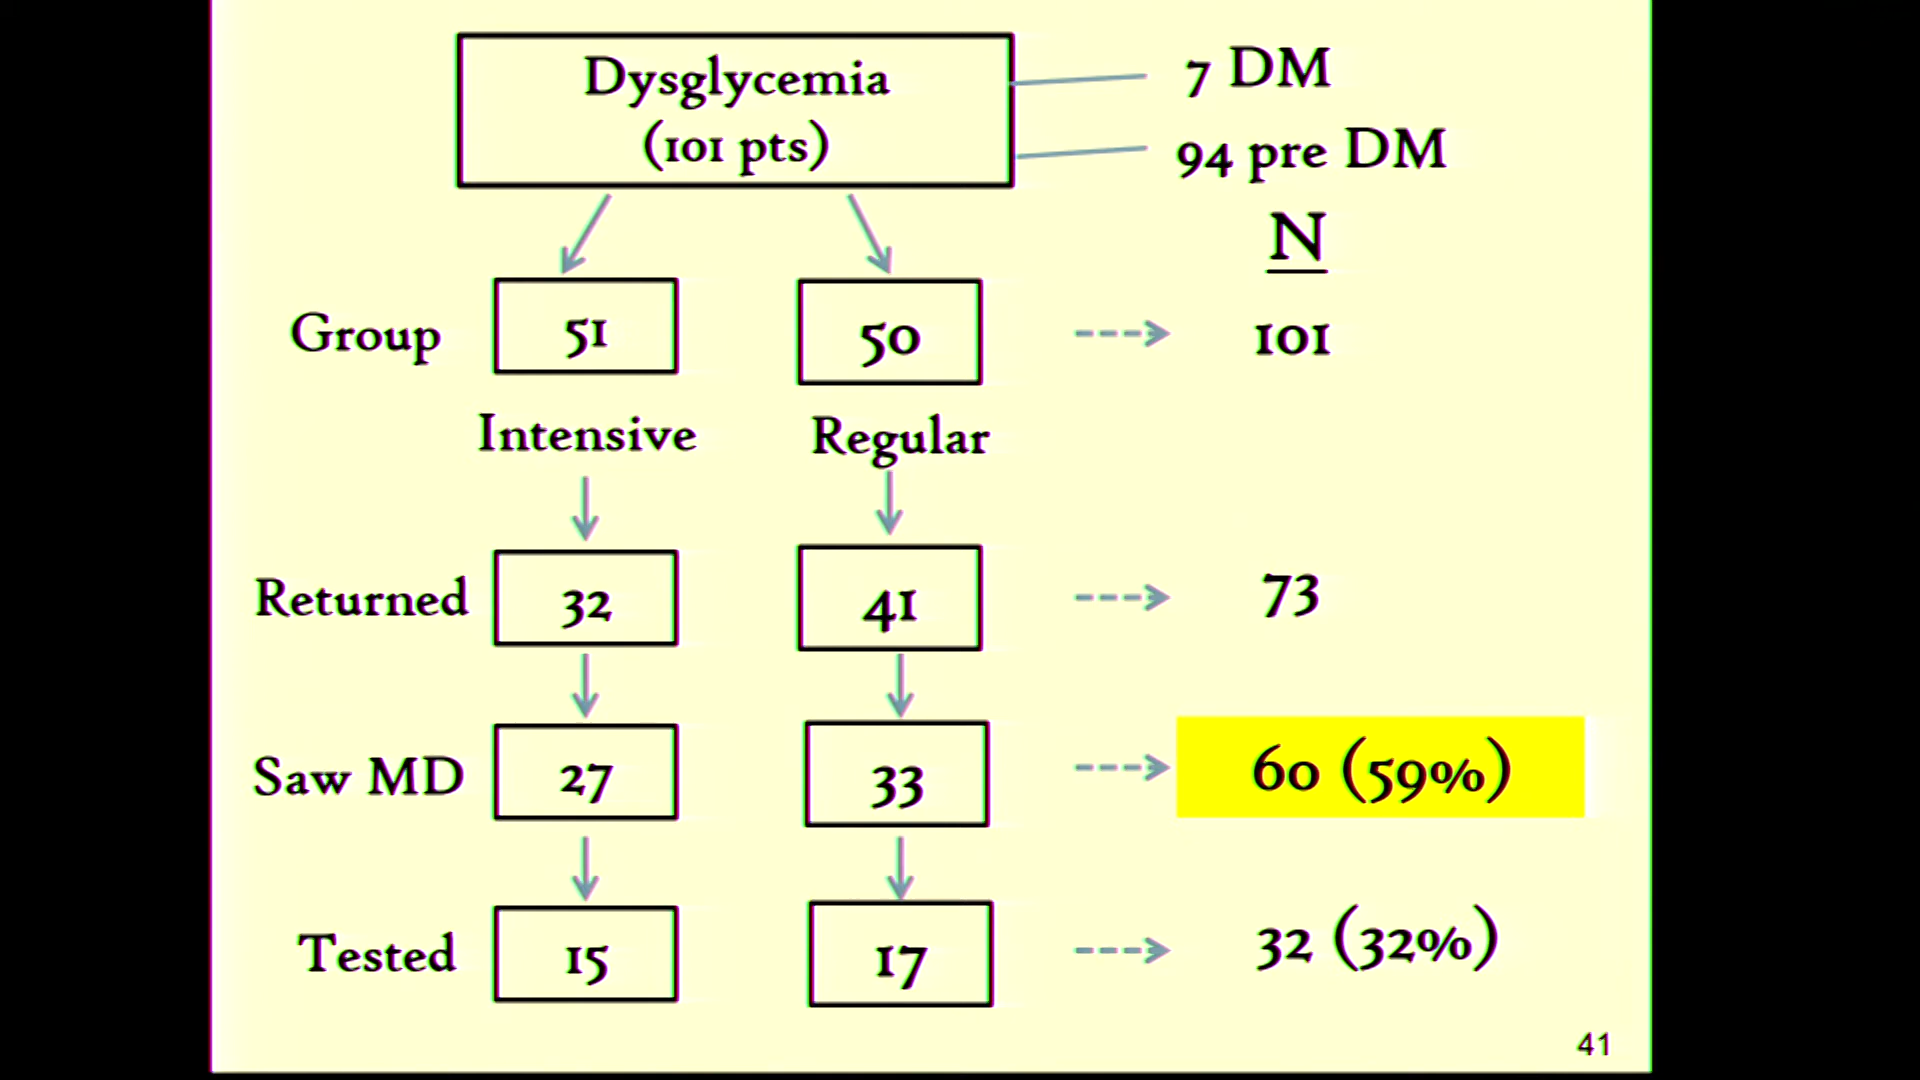 Dysglycemia
(101 pts)
7 DM
94 pre DM
N
Group
51
50
101
Intensive
Regular
Returned
32
41
73
Saw MD
27
33
60 (59%)
Tested
15
17
32 (32%)
41